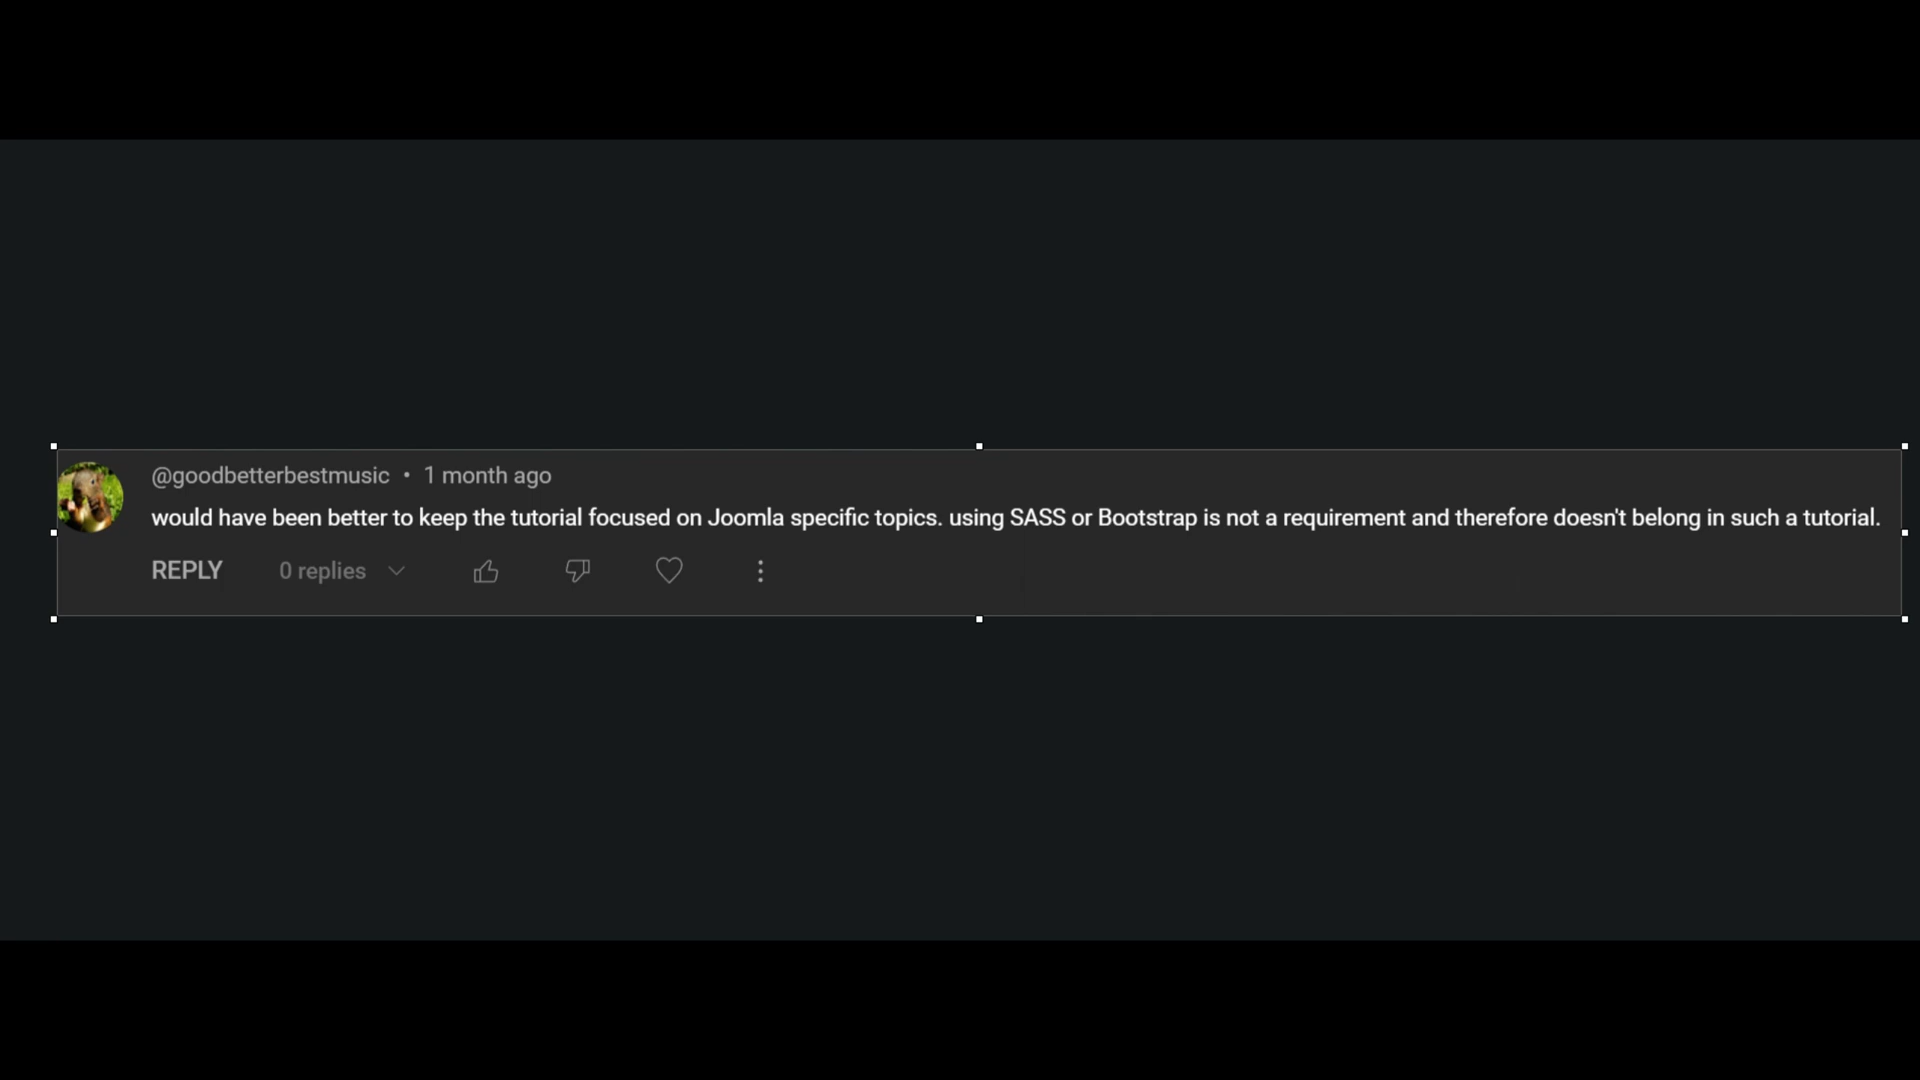 @goodbetterbestmusic • 1 month ago
would have been better to keep the tutorial focused on Joomla specific topics. using SASS or Bootstrap is not a requirement and therefore doesn't belong in such a tutorial.
REPLY 0 replies